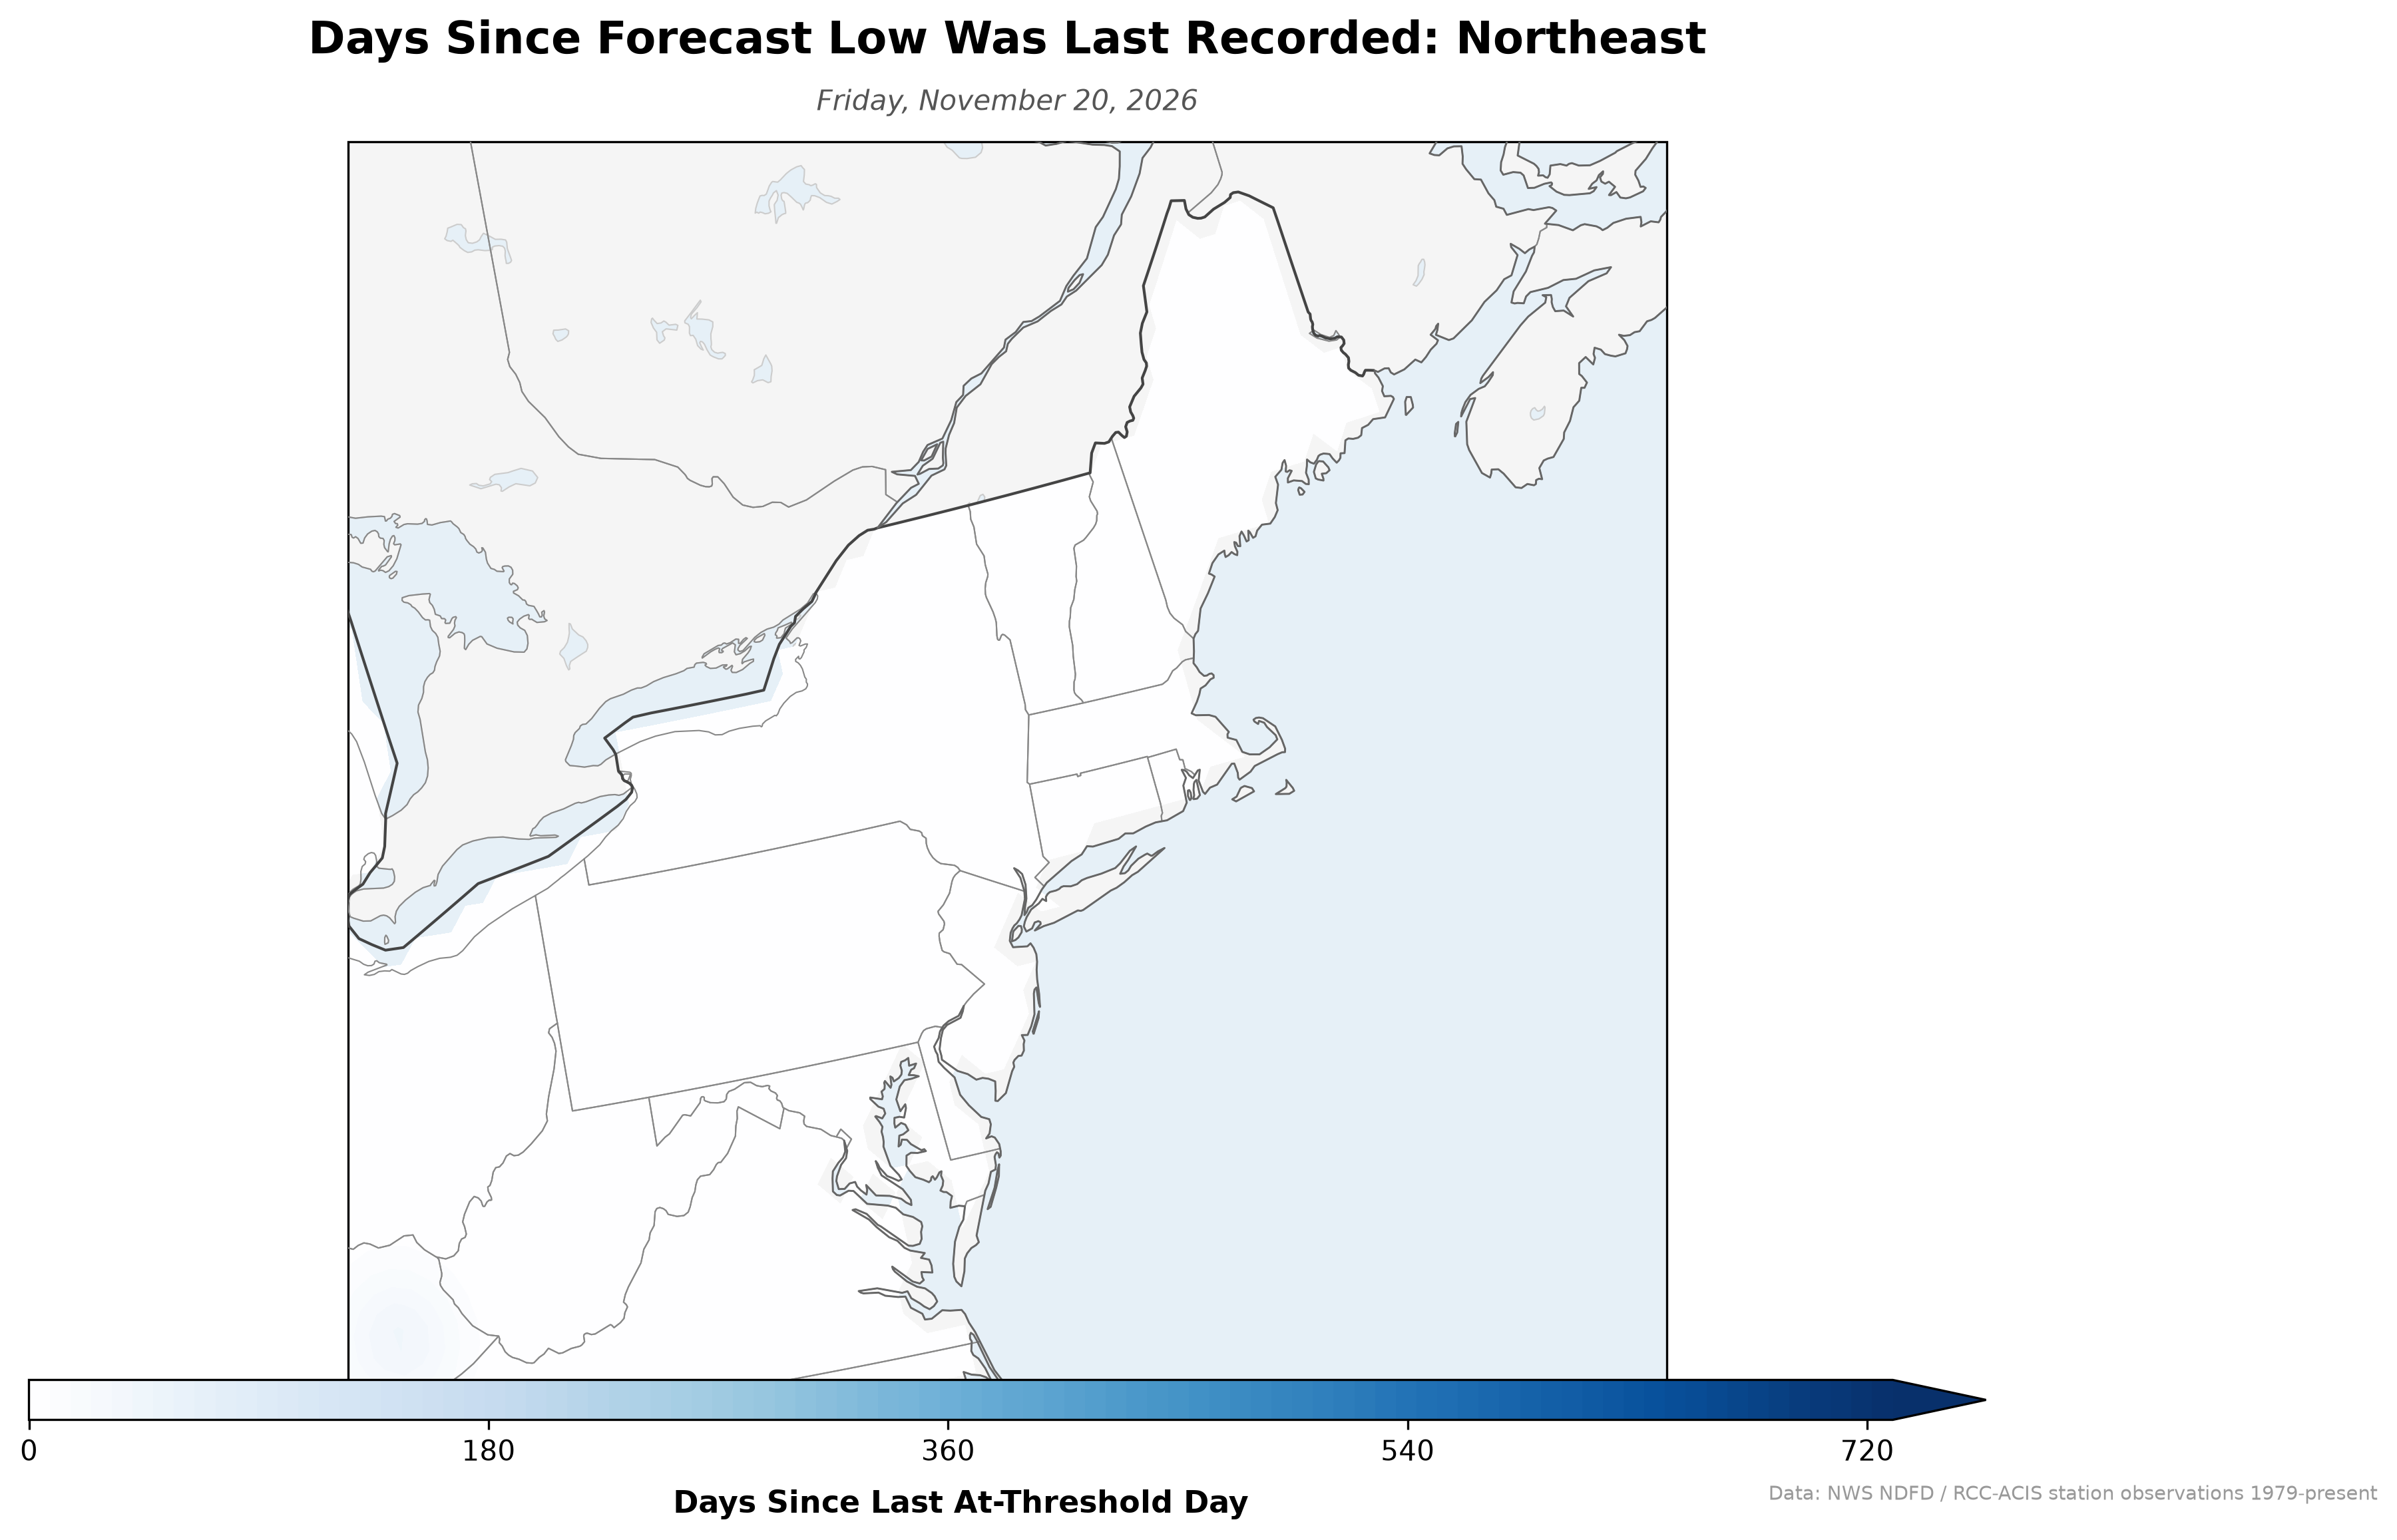 Days Since Forecast Low Was Last Recorded: Northeast
Friday, November 20, 2026
0 180 360 540 720
Days Since Last At-Threshold Day
Data: NWS NDFD / RCC-ACIS station observations 1979-present